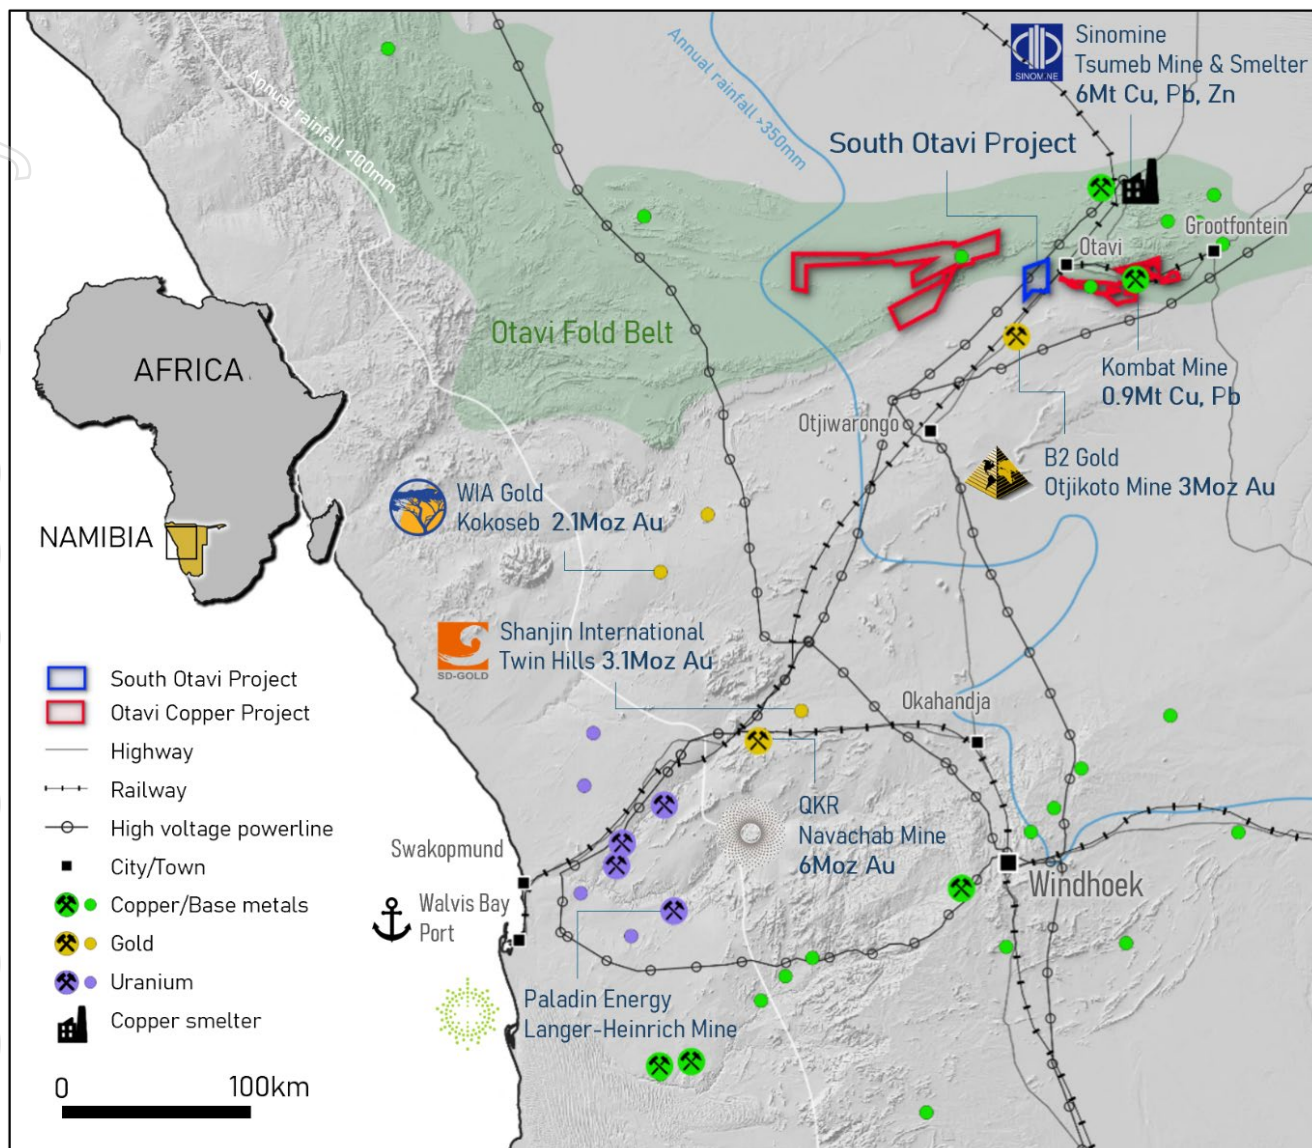 Sinomine
Tsumeb Mine & Smelter
6Mt Cu, Pb, Zn
SINOM.NE
Annual rainfall >350mm
Annual rainfall <100mm
South Otavi Project
Grootfontein
Otavi
Otavi Fold Belt
Kombat Mine
0.9Mt Cu, Pb
AFRICA
NAMIBIA
Otjiwarongo
B2 Gold
Otjikoto Mine 3Moz Au
WIA Gold
Kokoseb 2.1Moz Au
Shanjin International
Twin Hills 3.1Moz Au
SD-GOLD
Okahandja
QKR
Navachab Mine
6Moz Au
Swakopmund
Walvis Bay
Port
Windhoek
Paladin Energy
Langer-Heinrich Mine
South Otavi Project
Otavi Copper Project
Highway
Railway
High voltage powerline
City/Town
Copper/Base metals
Gold
Uranium
Copper smelter
0 100km